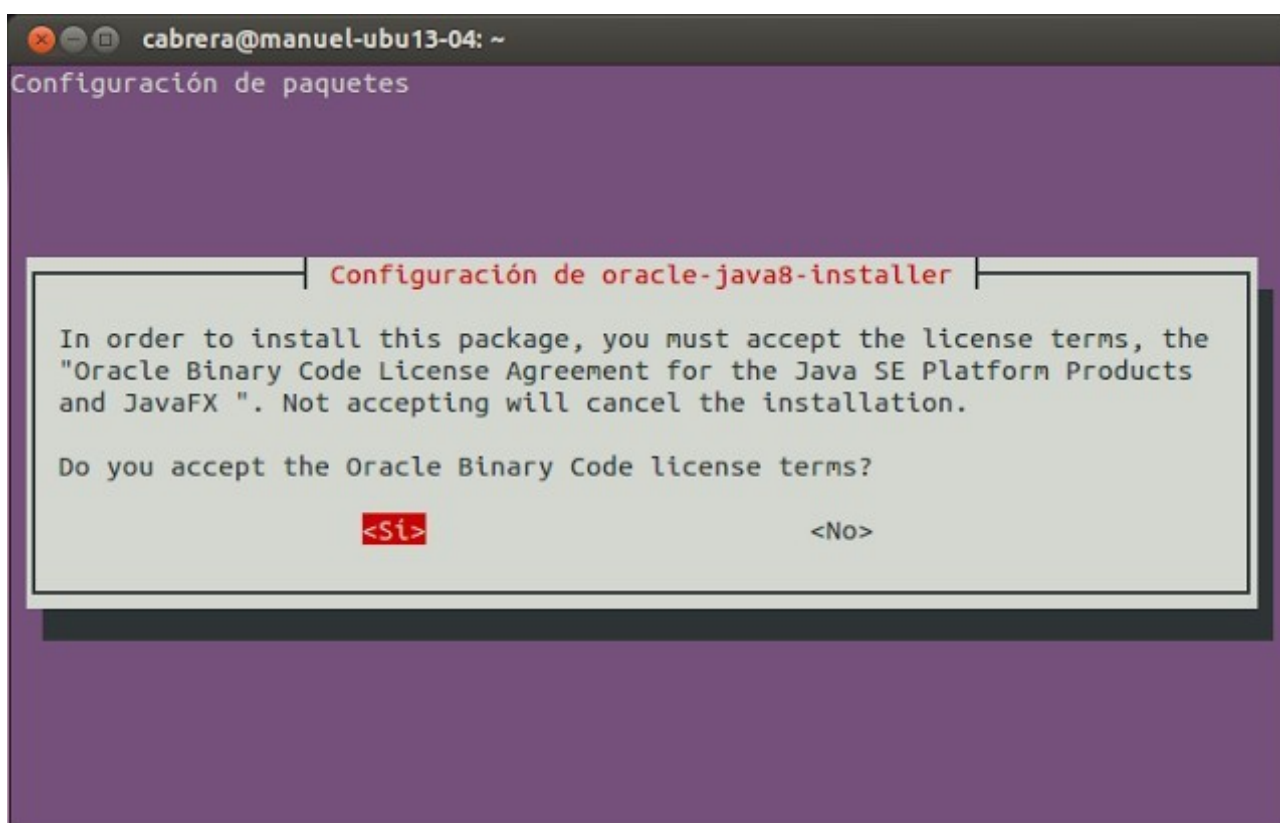 cabrera@manuel-ubu13-04: ~
Configuración de paquetes
Configuración de oracle-java8-installer
In order to install this package, you must accept the license terms, the
"Oracle Binary Code License Agreement for the Java SE Platform Products
and JavaFX ". Not accepting will cancel the installation.
Do you accept the Oracle Binary Code license terms?
<Sí> <No>